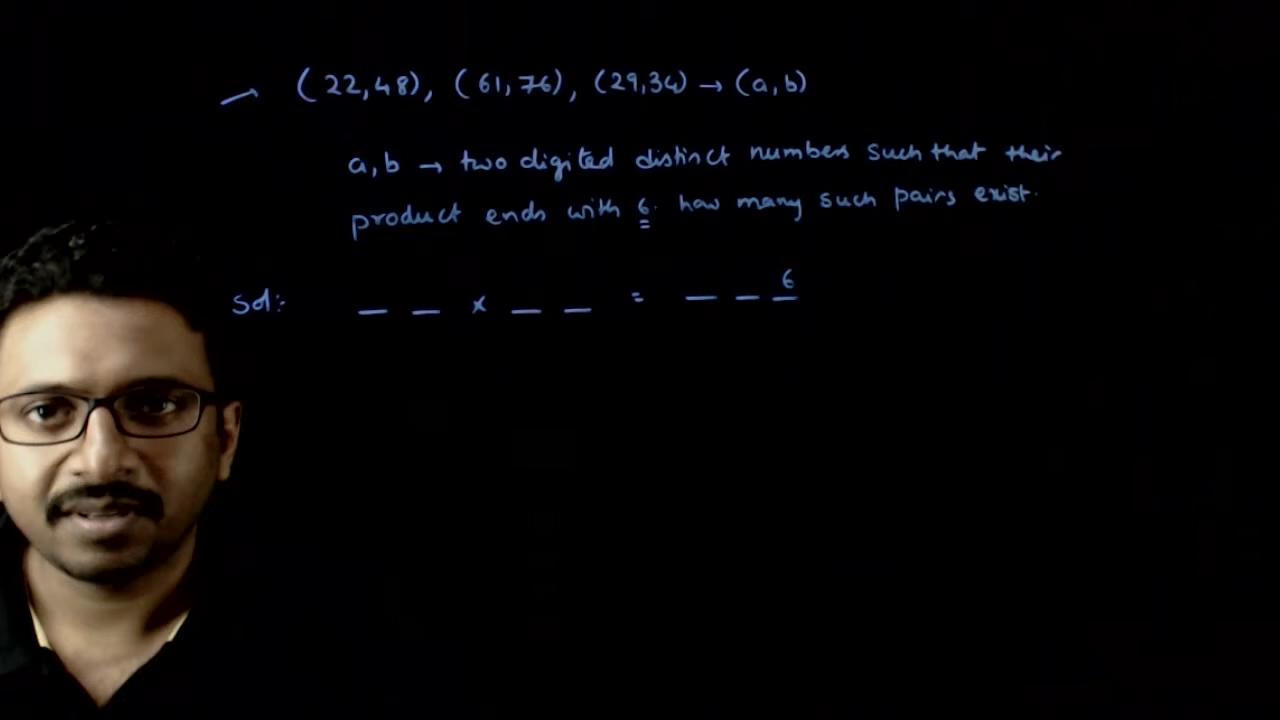 (22,48), (61,76), (29,34) → (a,b)
a,b → two digited distinct numbers such that their
product ends with 6. how many such pairs exist.
Sol:- _ _ × _ _ = _ _ 6